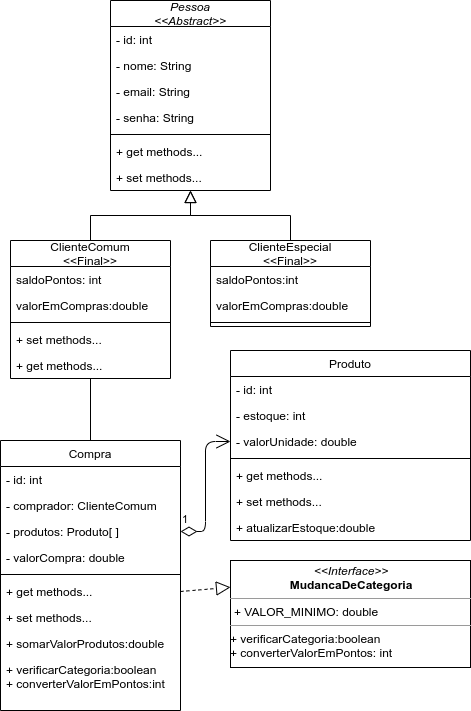 Pessoa
<<Abstract>>
- id: int
- nome: String
- email: String
- senha: String
+ get methods...
+ set methods...
ClienteComum
<<Final>>
saldoPontos: int
valorEmCompras:double
+ set methods...
+ get methods...
ClienteEspecial
<<Final>>
saldoPontos:int
valorEmCompras:double
Produto
- id: int
- estoque: int
- valorUnidade: double
+ get methods...
+ set methods...
+ atualizarEstoque:double
Compra
- id: int
- comprador: ClienteComum
- produtos: Produto[ ]
- valorCompra: double
+ get methods...
+ set methods...
+ somarValorProdutos:double
+ verificarCategoria:boolean
+ converterValorEmPontos:int
1
<<Interface>>
MudancaDeCategoria
+ VALOR_MINIMO: double
+ verificarCategoria:boolean
+ converterValorEmPontos: int